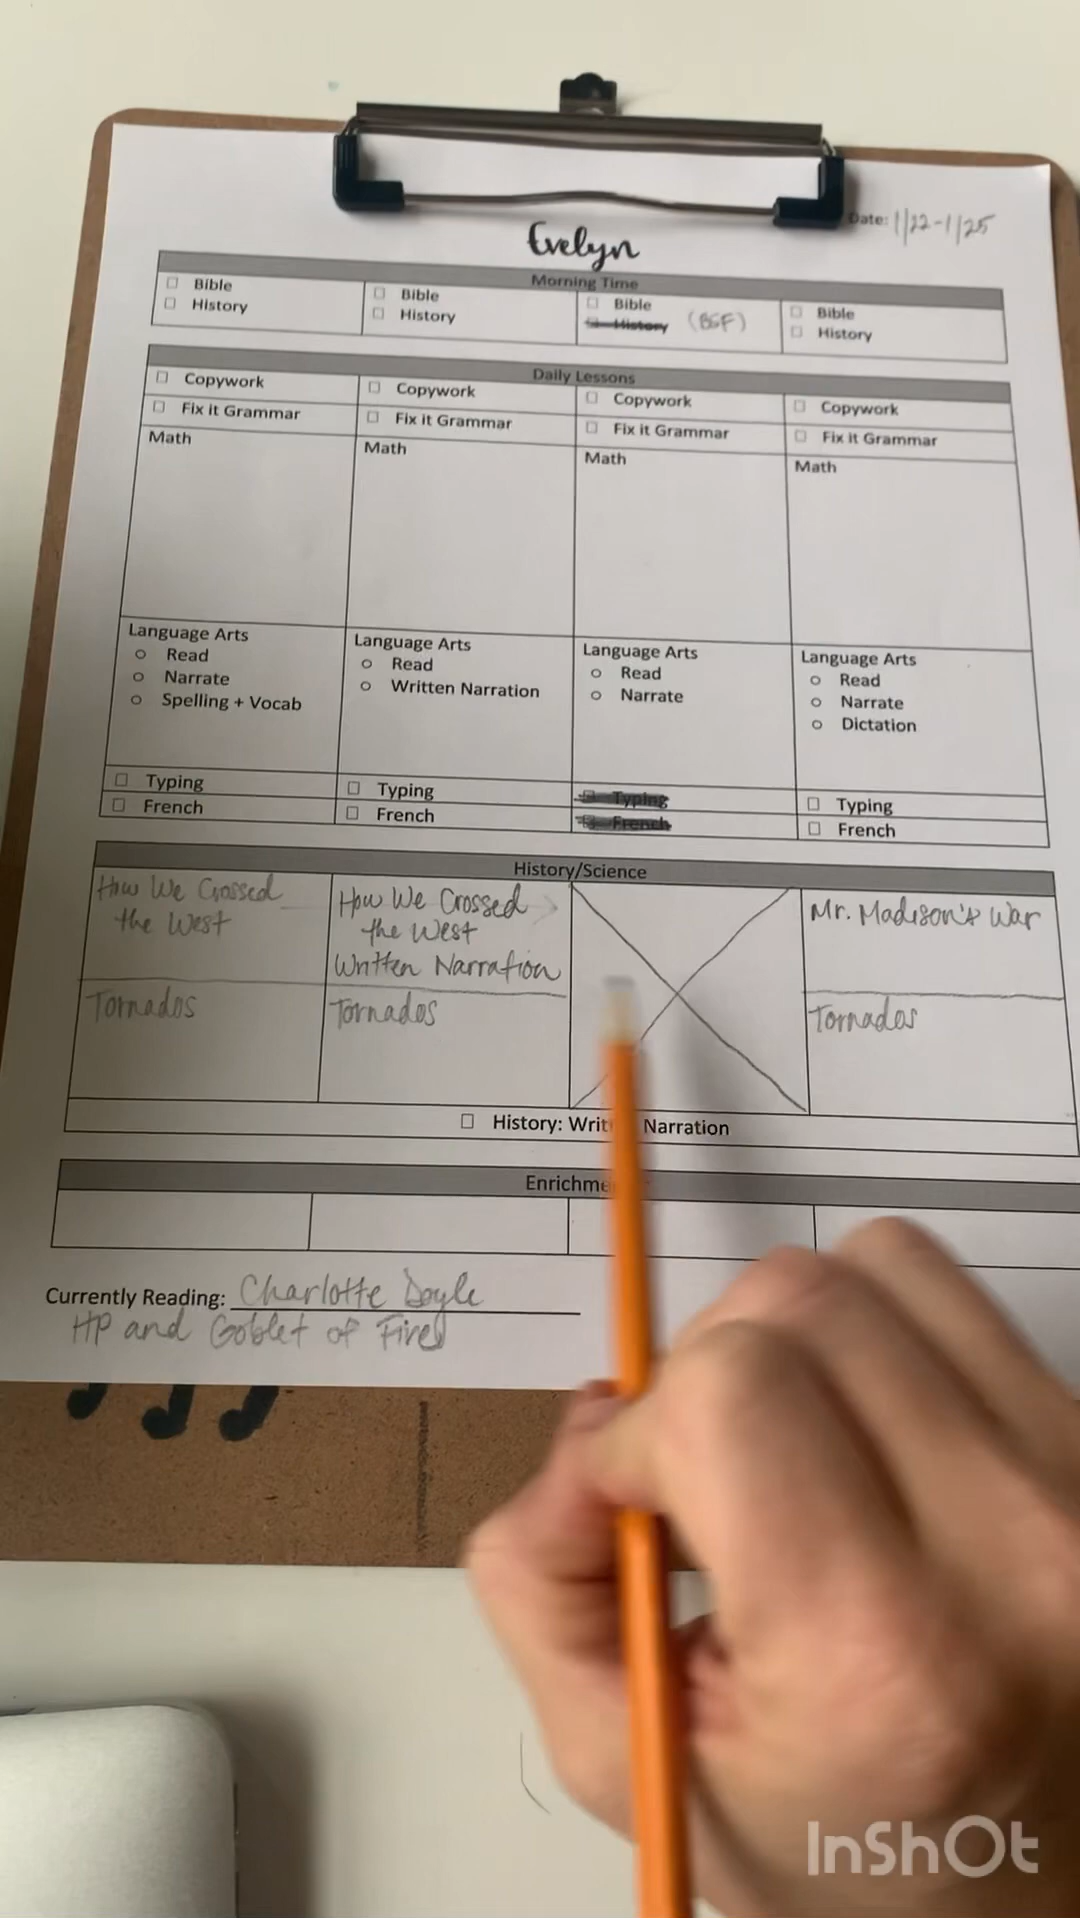 Date: 1/22-1/25
Evelyn
Morning Time
Bible
History
Bible
History
Bible
History (BSF)
Bible
History
Daily Lessons
Copywork
Fix it Grammar
Math
Copywork
Fix it Grammar
Math
Copywork
Fix it Grammar
Math
Copywork
Fix it Grammar
Math
Language Arts
Read
Narrate
Spelling + Vocab
Language Arts
Read
Written Narration
Language Arts
Read
Narrate
Language Arts
Read
Narrate
Dictation
Typing
French
Typing
French
Typing
French
Typing
French
History/Science
How We Crossed
the West
Tornados
How We Crossed
the West
Written Narration
Tornados
Mr. Madison's War
Tornados
History: Narration
Currently Reading: Charlotte Doyle
HP and Goblet of Fire
InShOt